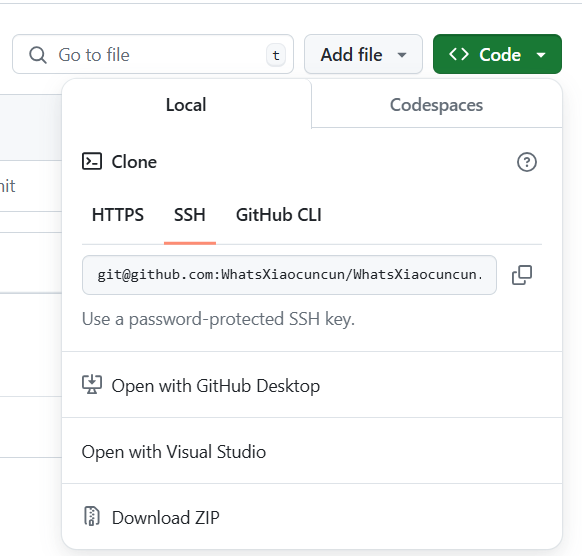 Go to file
t
Add file
Code
Local
Codespaces
Clone
HTTPS
SSH
GitHub CLI
git@github.com:WhatsXiaocuncun/WhatsXiaocuncun.
Use a password-protected SSH key.
Open with GitHub Desktop
Open with Visual Studio
Download ZIP